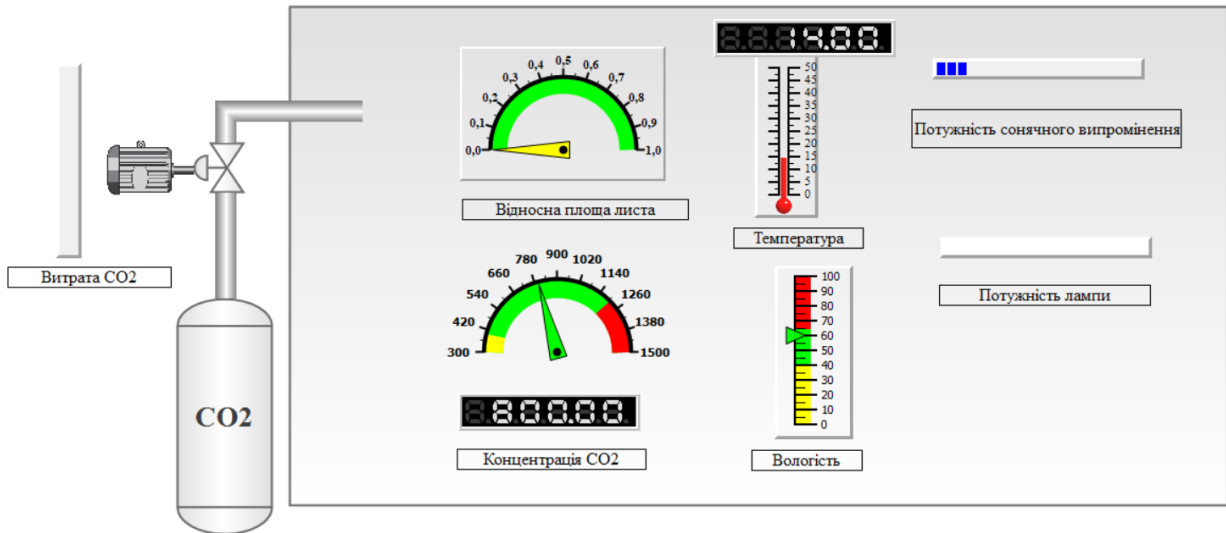 14.00
0,0 0,1 0,2 0,3 0,4 0,5 0,6 0,7 0,8 0,9 1,0
50
45
40
35
30
25
20
15
10
5
0
Потужність сонячного випромінення
Відносна площа листа
Температура
Витрата СО2
300 420 540 660 780 900 1020 1140 1260 1380 1500
100
90
80
70
60
50
40
30
20
10
0
Потужність лампи
CO2
800.00
Концентрація СО2
Вологість